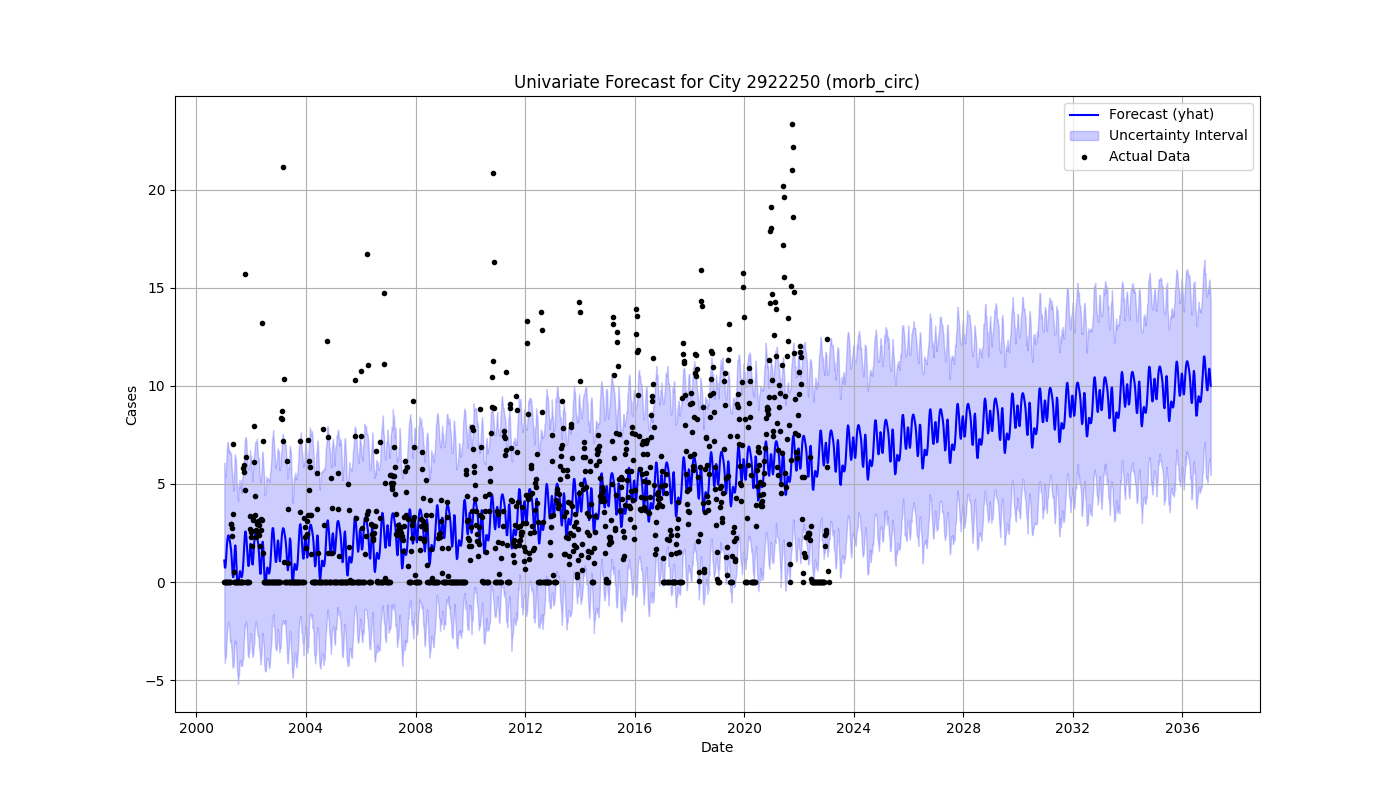 Univariate Forecast for City 2922250 (morb_circ)
Forecast (yhat)
Uncertainty Interval
Actual Data
Cases
20
15
10
5
0
−5
2000 2004 2008 2012 2016 2020 2024 2028 2032 2036
Date